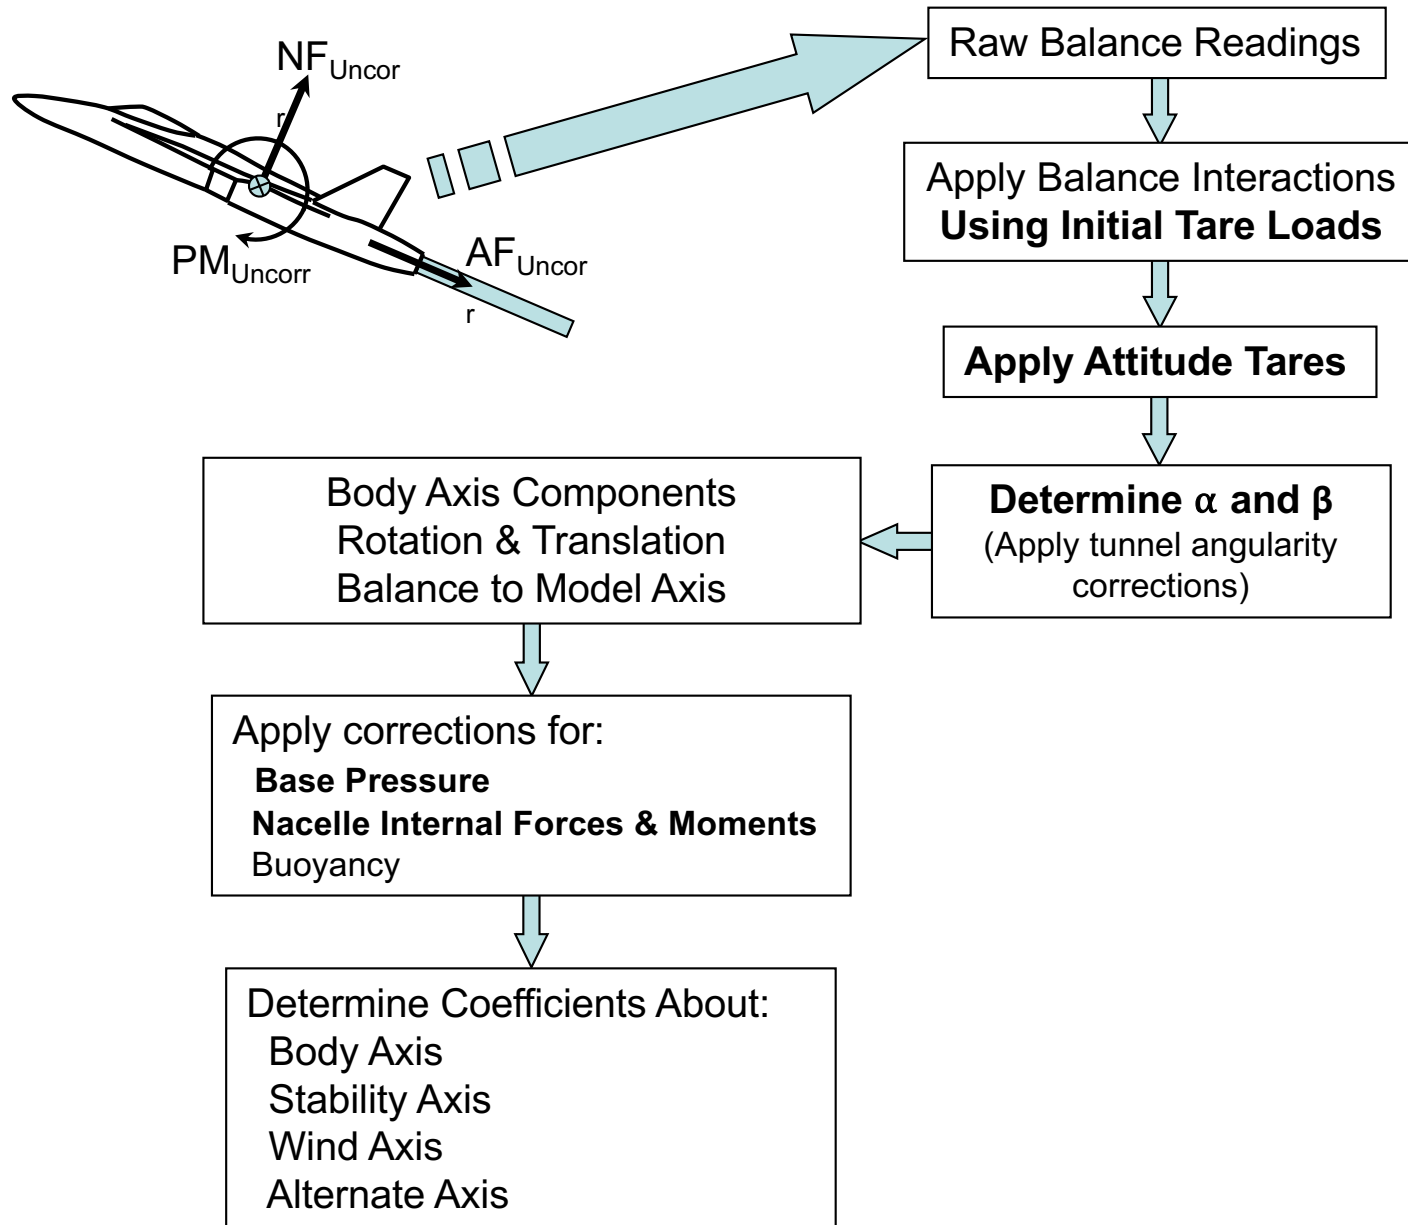 NF Uncor
r
PM Uncorr
AF Uncor
r
Raw Balance Readings
Apply Balance Interactions
Using Initial Tare Loads
Apply Attitude Tares
Determine α and β
(Apply tunnel angularity
corrections)
Body Axis Components
Rotation & Translation
Balance to Model Axis
Apply corrections for:
Base Pressure
Nacelle Internal Forces & Moments
Buoyancy
Determine Coefficients About:
Body Axis
Stability Axis
Wind Axis
Alternate Axis